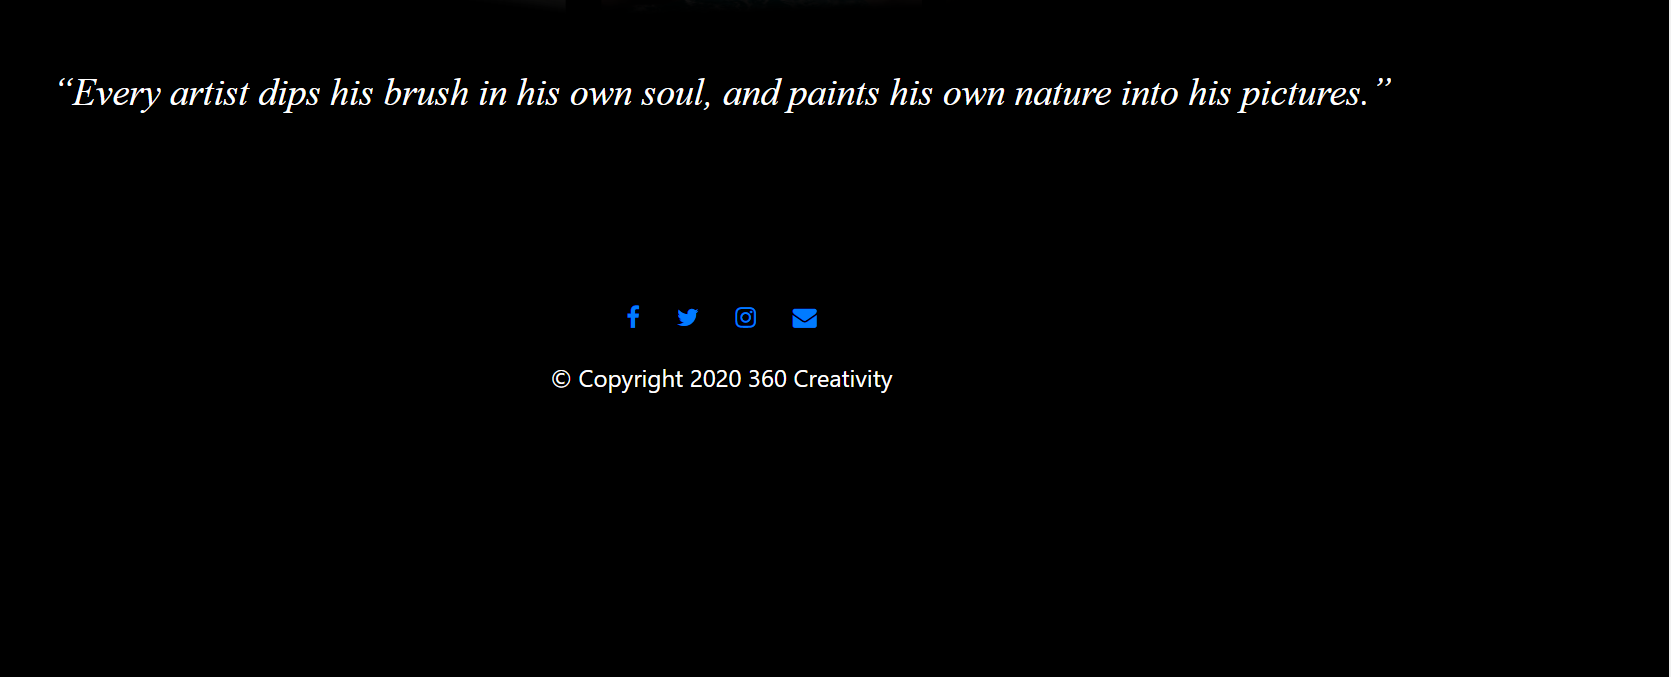 “Every artist dips his brush in his own soul, and paints his own nature into his pictures.”
© Copyright 2020 360 Creativity